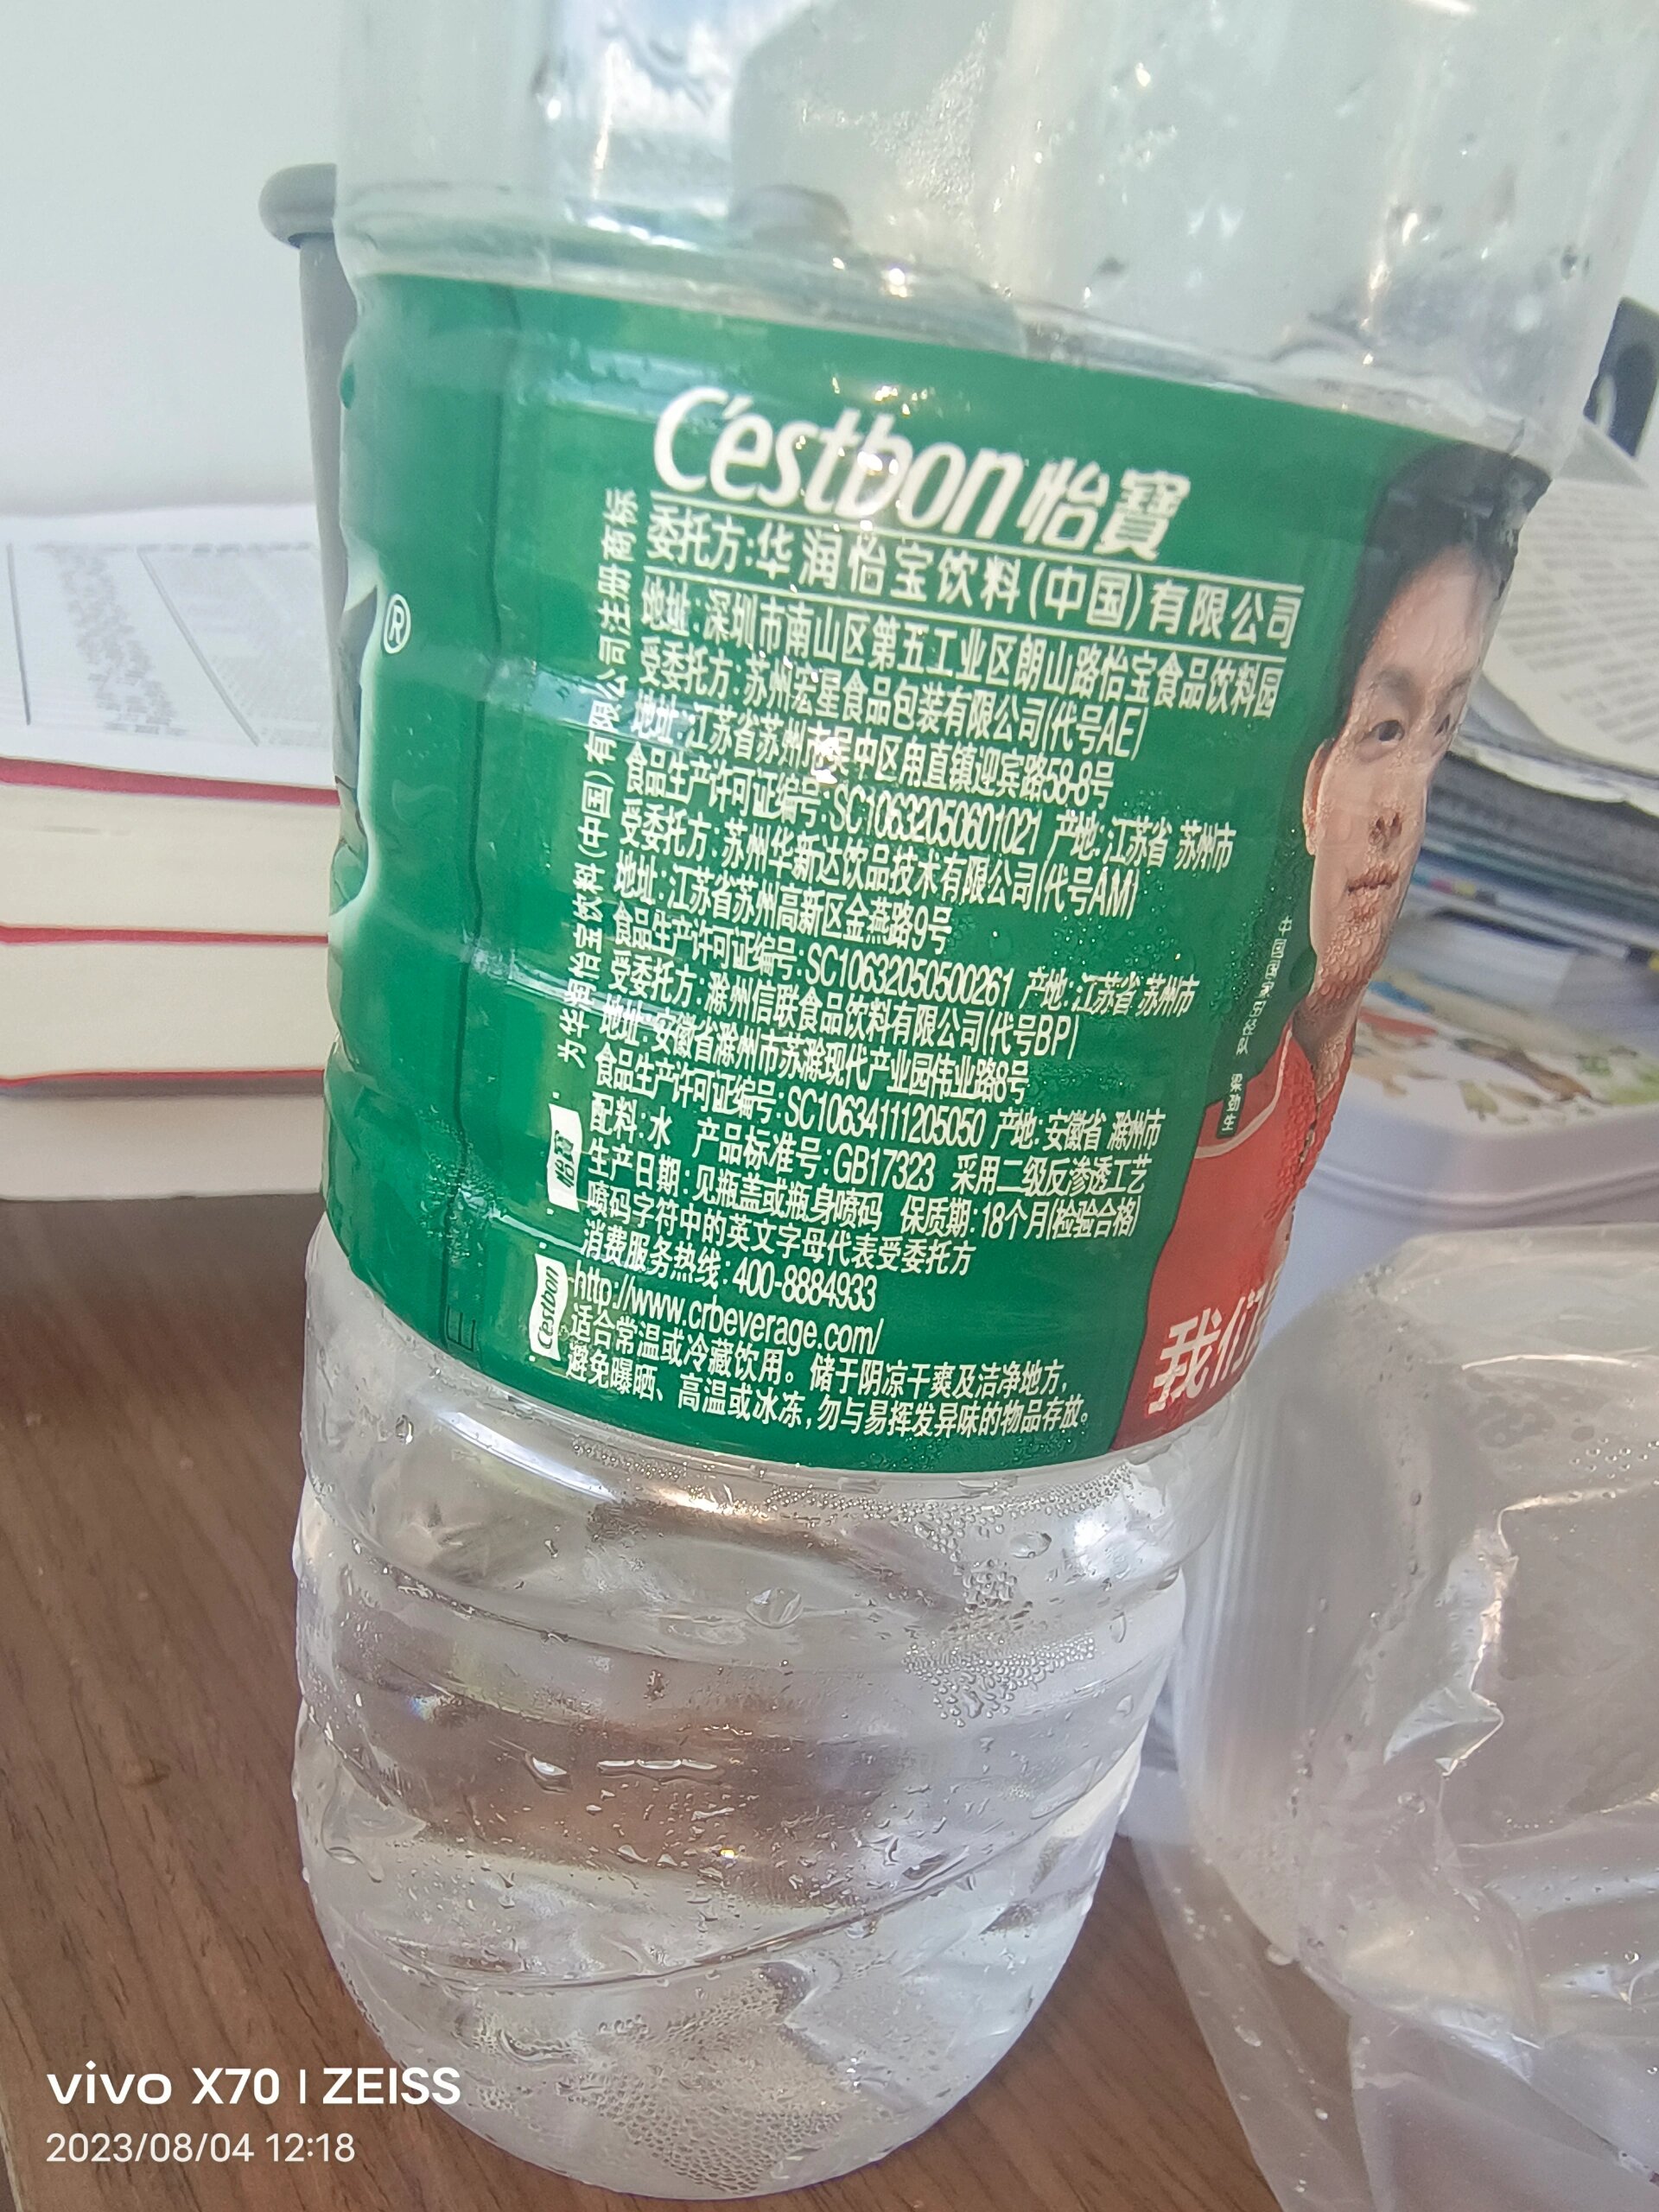 C'estbon 怡寶
委托方:华润怡宝饮料(中国)有限公司
地址:深圳市南山区第五工业区朗山路怡宝食品饮料园
受委托方:苏州宏星食品包装有限公司(代号AE)
地址:江苏省苏州市吴中区甪直镇迎宾路58-8号
食品生产许可证编号:SC10632050601021 产地:江苏省 苏州市
受委托方:苏州华新达饮品技术有限公司(代号AM)
地址:江苏省苏州高新区金燕路9号
食品生产许可证编号:SC10632050500261 产地:江苏省 苏州市
受委托方:滁州信联食品饮料有限公司(代号BP)
地址:安徽省滁州市苏滁现代产业园伟业路8号
食品生产许可证编号:SC10634111205050 产地:安徽省 滁州市
配料:水 产品标准号:GB17323 采用二级反渗透工艺
生产日期:见瓶盖或瓶身喷码 保质期:18个月(检验合格)
喷码字符中的英文字母代表受委托方
消费服务热线:400-8884933
http://www.crbeverage.com/
适合常温或冷藏饮用。储于阴凉干爽及洁净地方,
避免曝晒、高温或冰冻,勿与易挥发异味的物品存放。
怡寶
C'estbon
为华润怡宝饮料(中国)有限公司注册商标
®
中国国家羽毛球队 梁劲生
我们
E
vivo X70 | ZEISS
2023/08/04 12:18